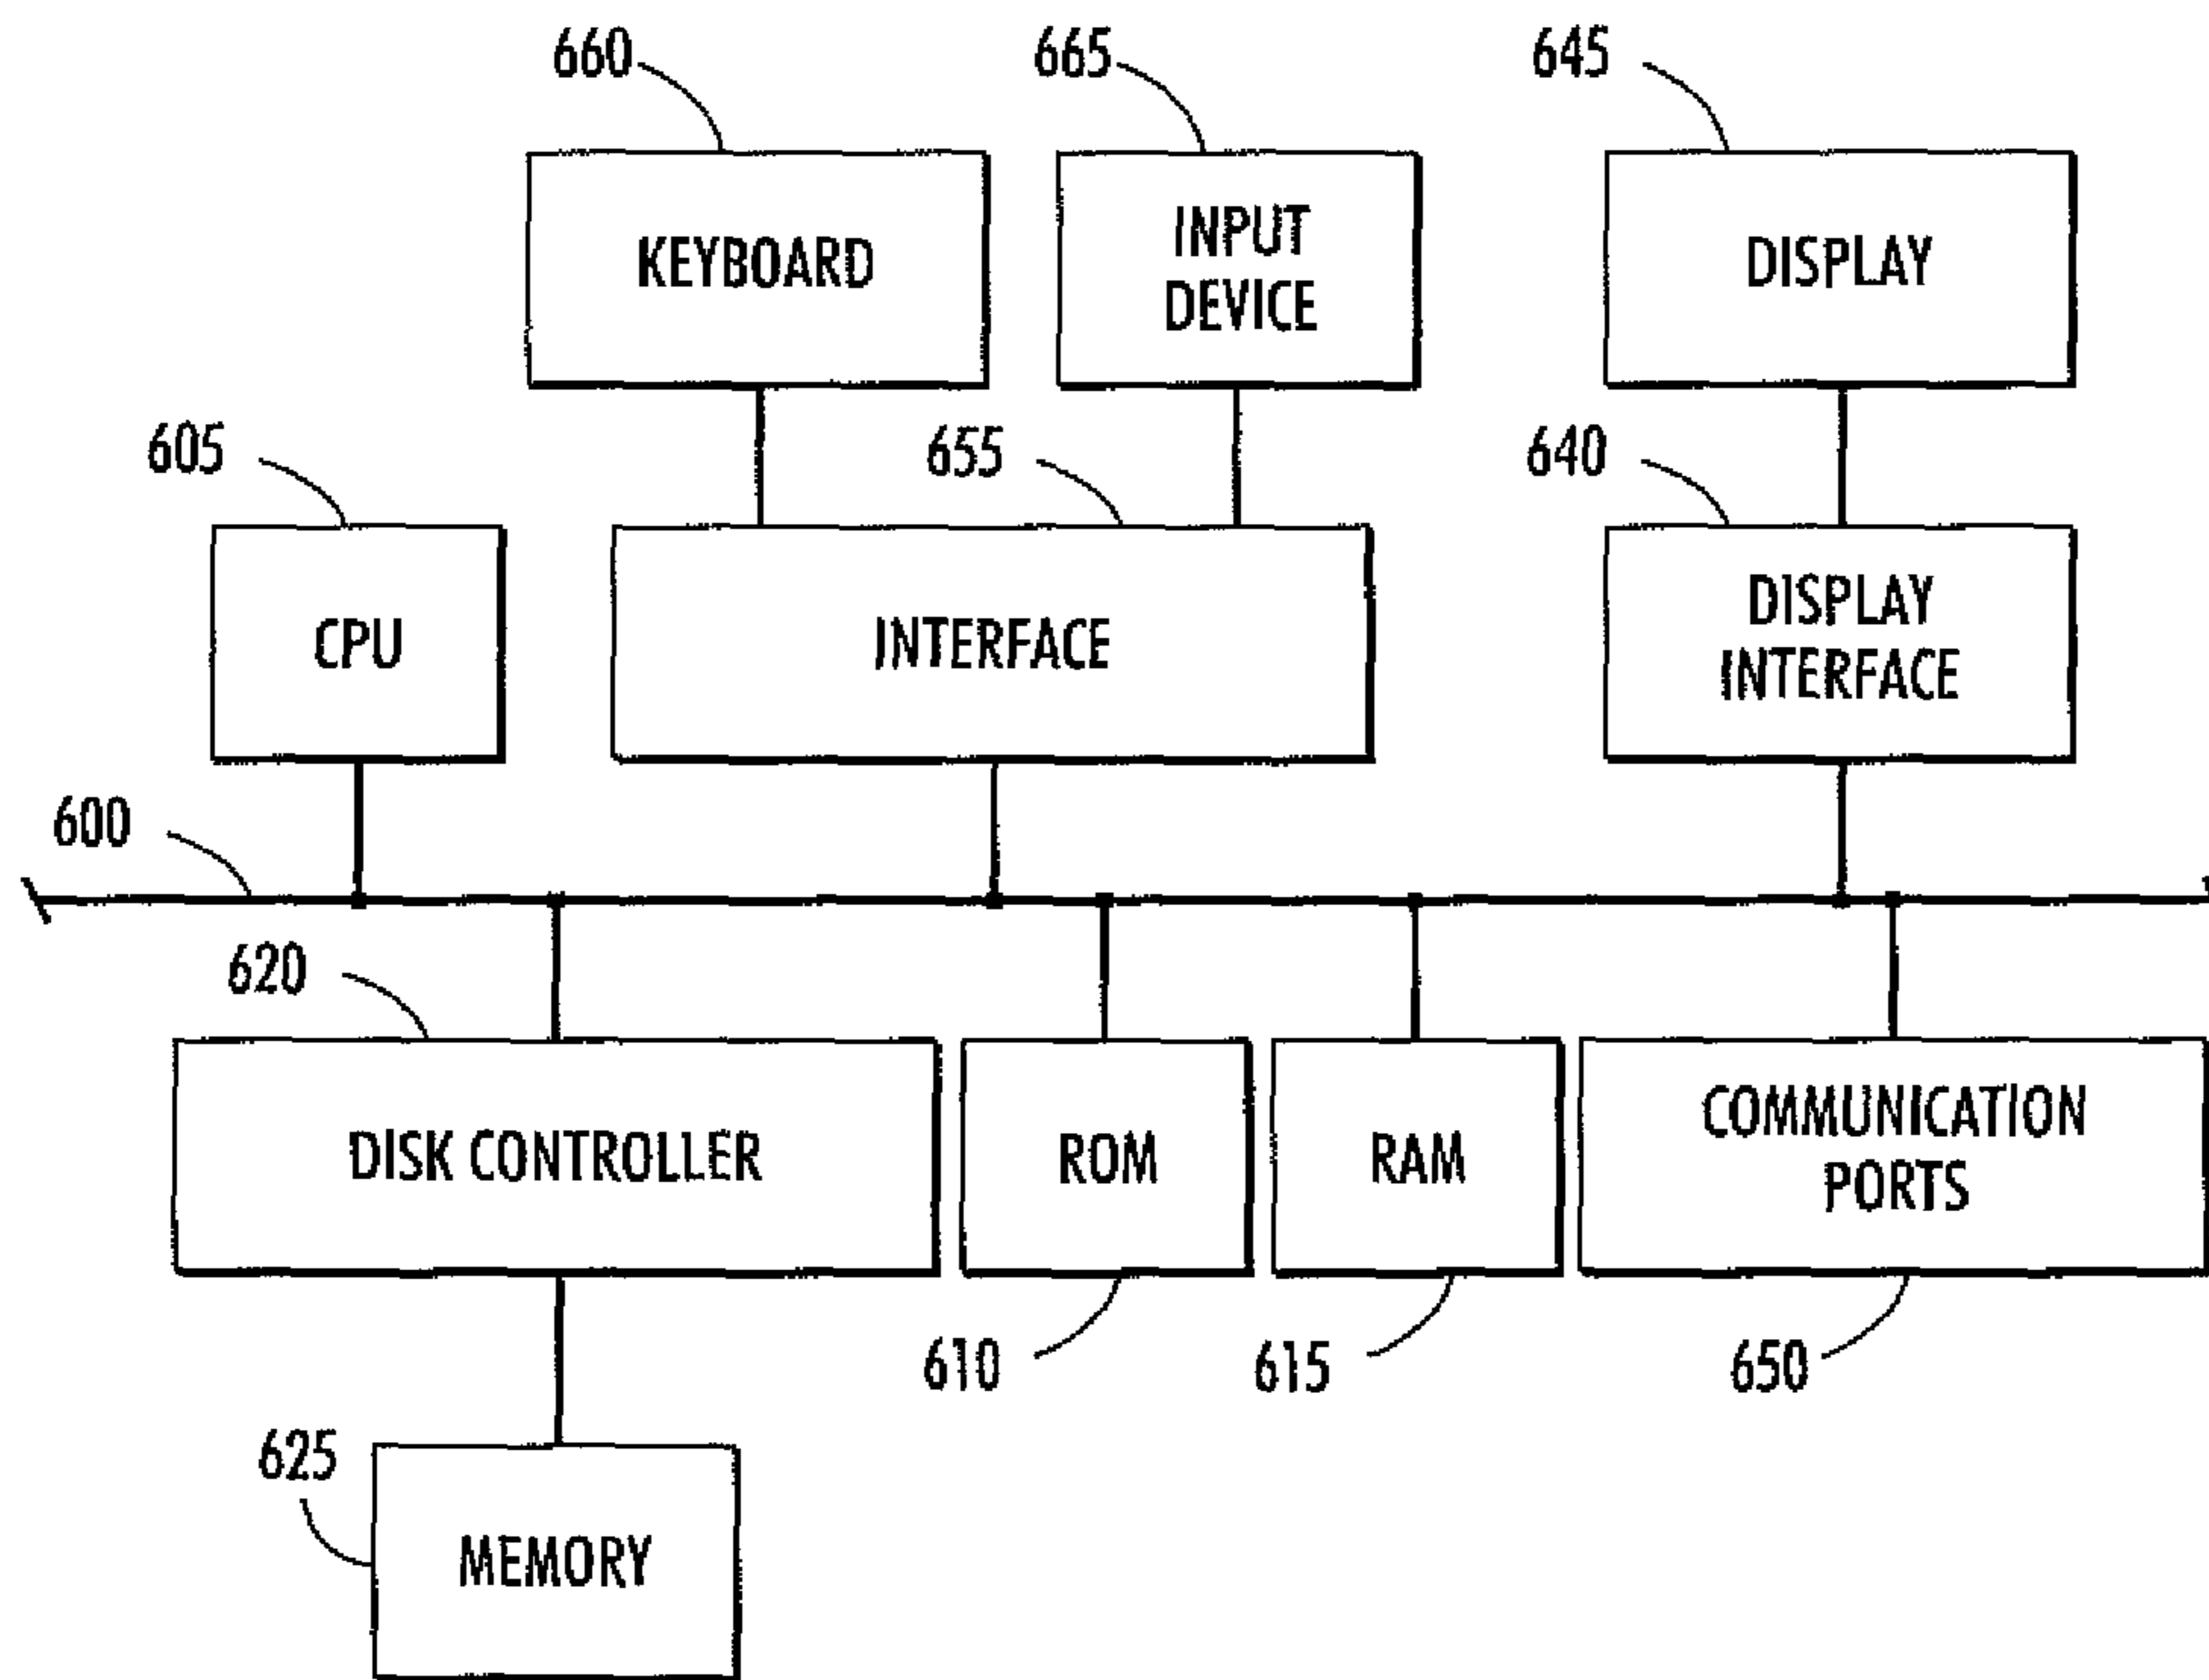 660
665
645
KEYBOARD
INPUT
DEVICE
DISPLAY
605
655
640
CPU
INTERFACE
DISPLAY
INTERFACE
600
620
DISK CONTROLLER
ROM
RAM
COMMUNICATION
PORTS
610
615
650
625
MEMORY